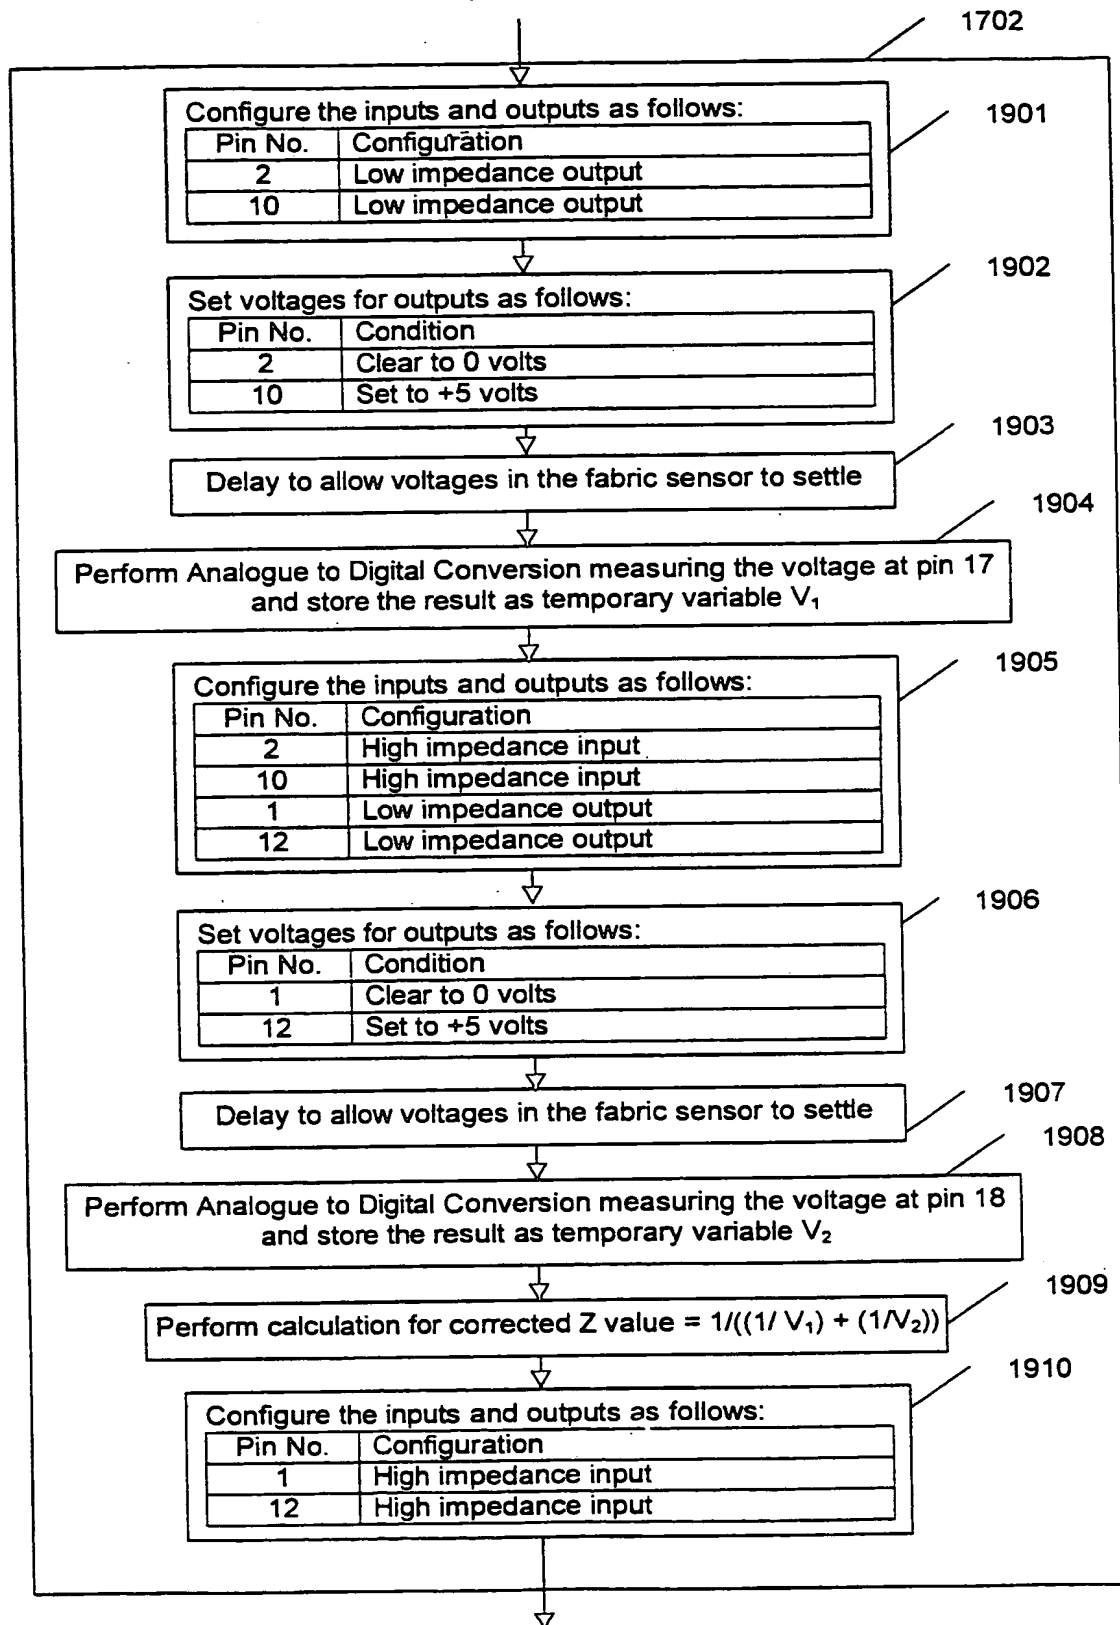 1702
Configure the inputs and outputs as follows:
1901
Pin No. Configuration
2 Low impedance output
10 Low impedance output
1902
Set voltages for outputs as follows:
Pin No. Condition
2 Clear to 0 volts
10 Set to +5 volts
1903
Delay to allow voltages in the fabric sensor to settle
1904
Perform Analogue to Digital Conversion measuring the voltage at pin 17
and store the result as temporary variable V₁
1905
Configure the inputs and outputs as follows:
Pin No. Configuration
2 High impedance input
10 High impedance input
1 Low impedance output
12 Low impedance output
1906
Set voltages for outputs as follows:
Pin No. Condition
1 Clear to 0 volts
12 Set to +5 volts
1907
Delay to allow voltages in the fabric sensor to settle
1908
Perform Analogue to Digital Conversion measuring the voltage at pin 18
and store the result as temporary variable V₂
1909
Perform calculation for corrected Z value = 1/((1/ V₁) + (1/V₂))
1910
Configure the inputs and outputs as follows:
Pin No. Configuration
1 High impedance input
12 High impedance input